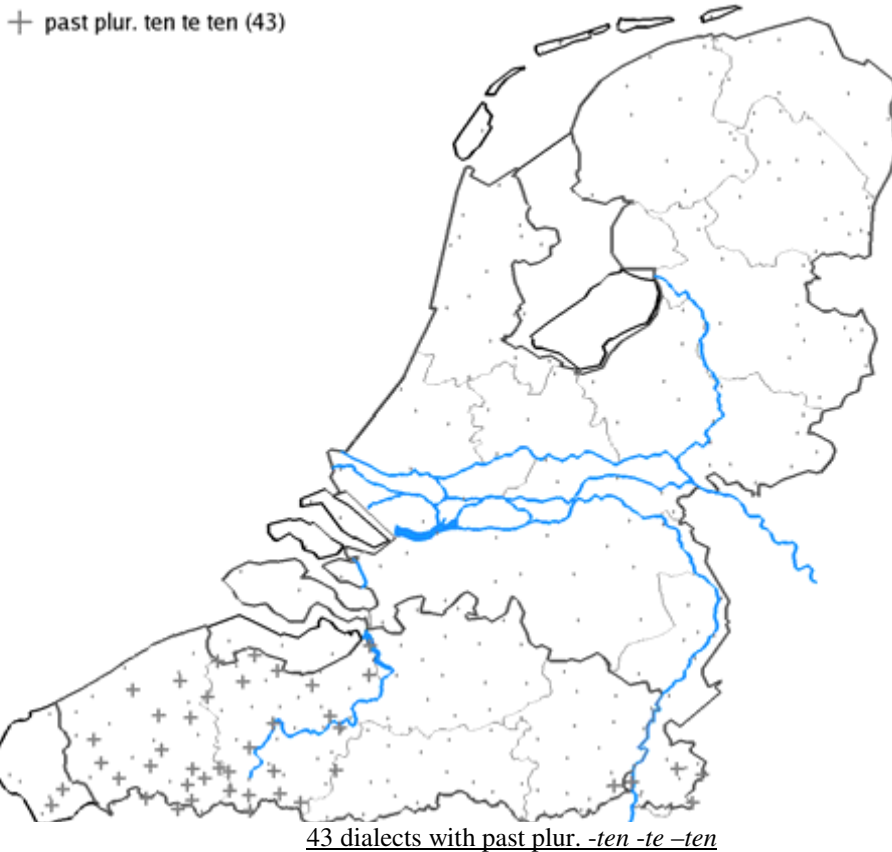 + past plur. ten te ten (43)
43 dialects with past plur. -ten -te –ten